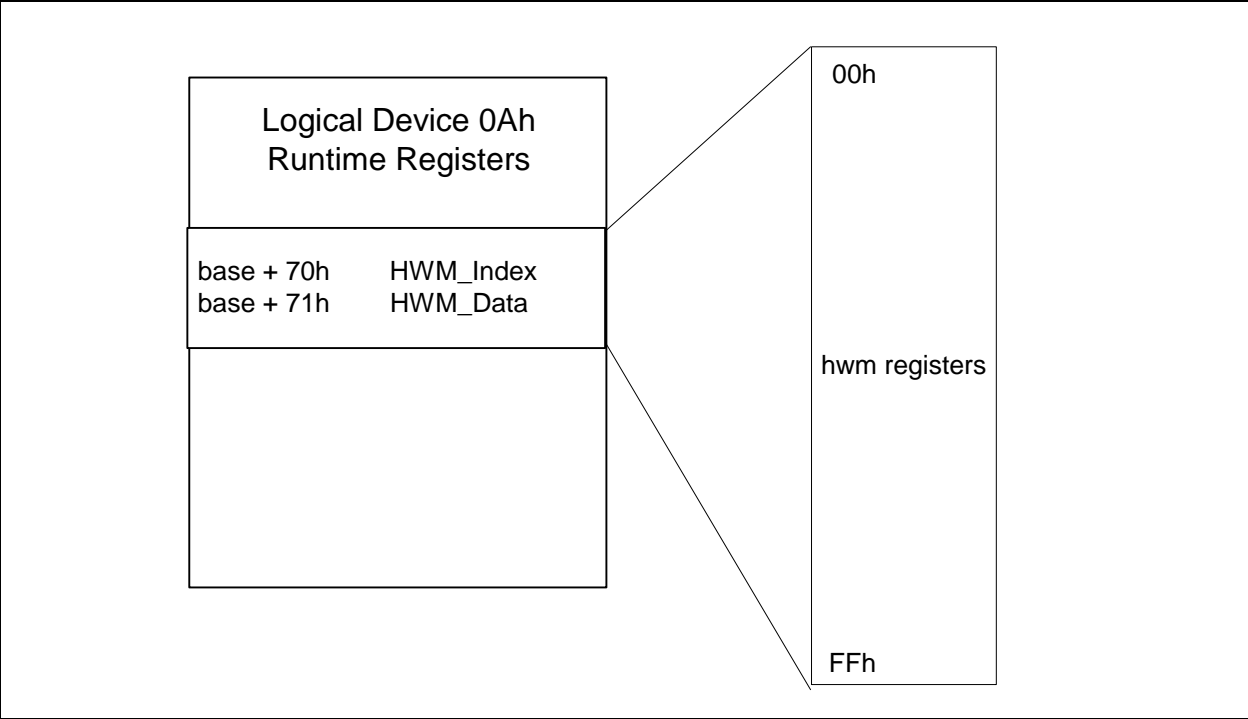 Logical Device 0Ah
Runtime Registers
base + 70h HWM_Index
base + 71h HWM_Data
00h
hwm registers
FFh